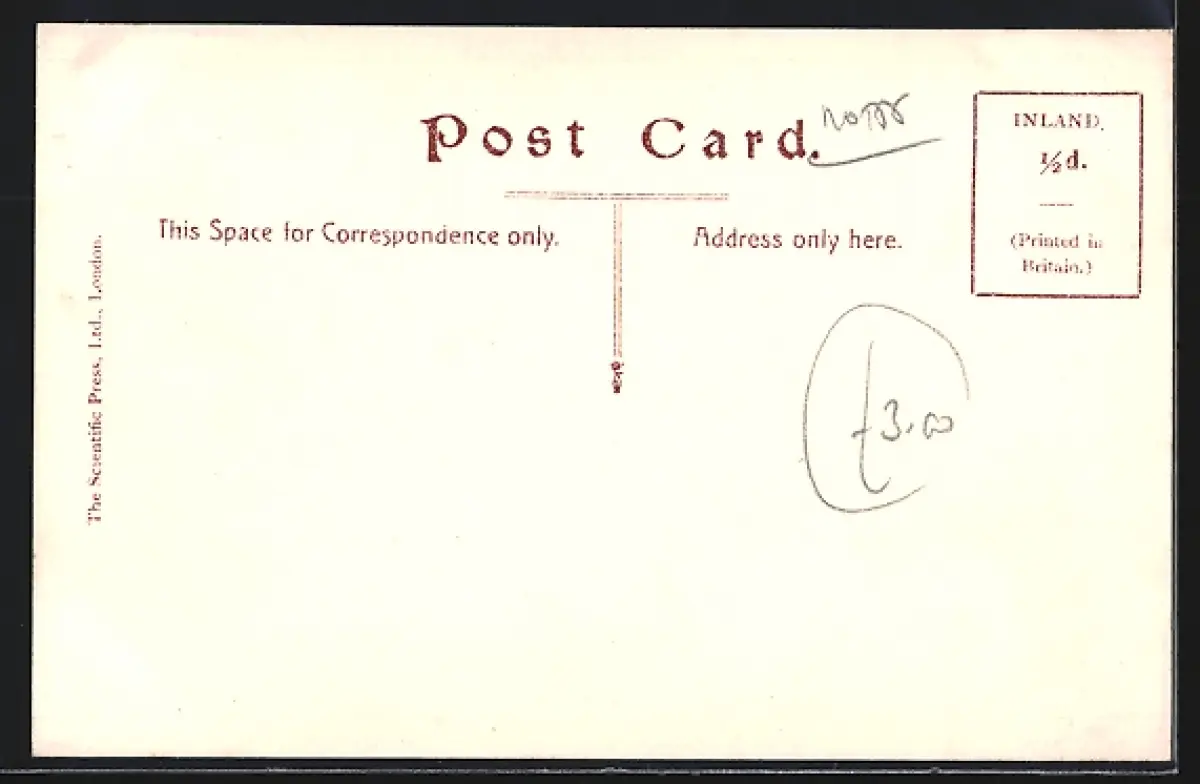 Post Card.
NOTTS
INLAND.
½d.
(Printed in
Britain.)
This Space for Correspondence only.
Address only here.
The Scientific Press, Ltd., London.
£3.00